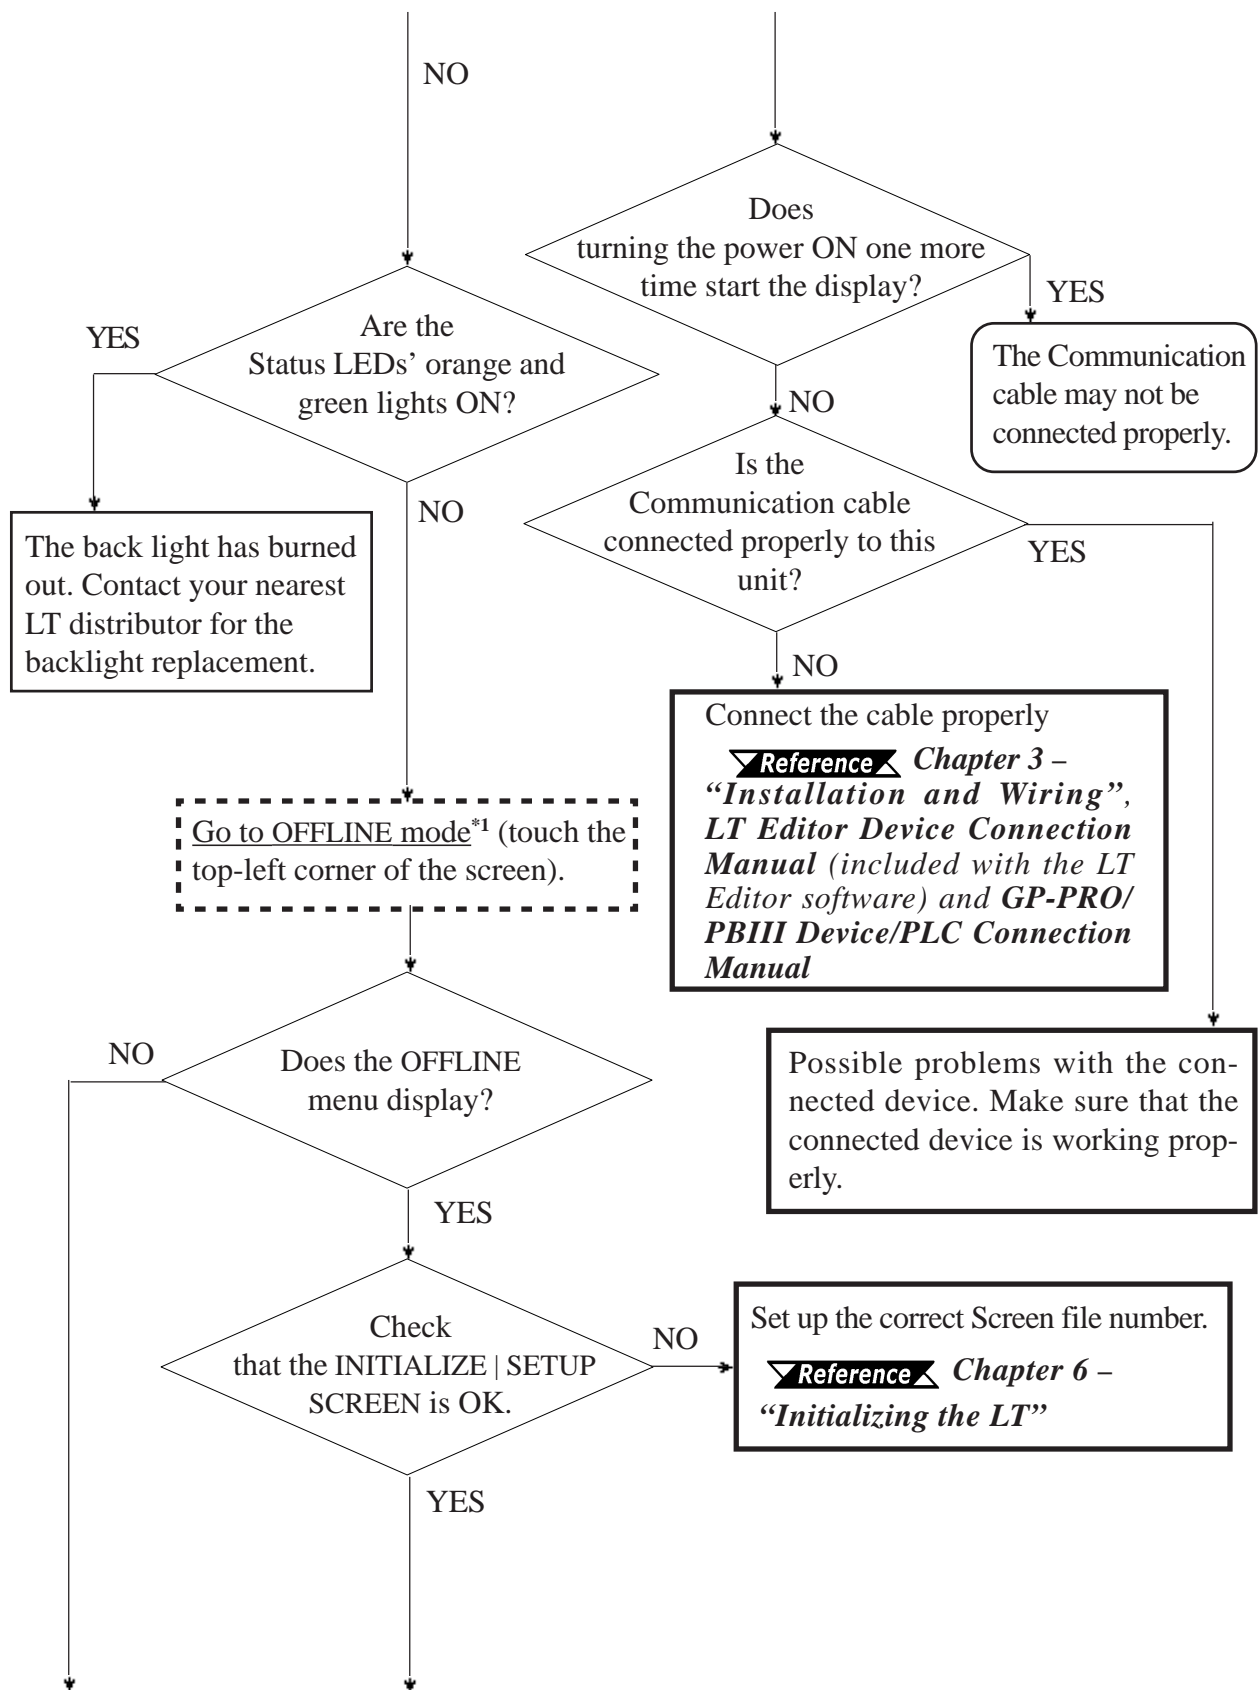 NO
Does
turning the power ON one more
time start the display?
YES
The Communication
cable may not be
connected properly.
YES
Are the
Status LEDs’ orange and
green lights ON?
NO
Is the
Communication cable
connected properly to this
unit?
YES
NO
The back light has burned
out. Contact your nearest
LT distributor for the
backlight replacement.
NO
Connect the cable properly
Reference Chapter 3 –
“Installation and Wiring”,
LT Editor Device Connection
Manual (included with the LT
Editor software) and GP-PRO/
PBIII Device/PLC Connection
Manual
Go to OFFLINE mode*1 (touch the
top-left corner of the screen).
NO
Does the OFFLINE
menu display?
Possible problems with the con-
nected device. Make sure that the
connected device is working prop-
erly.
YES
Check
that the INITIALIZE | SETUP
SCREEN is OK.
NO
Set up the correct Screen file number.
Reference Chapter 6 –
“Initializing the LT”
YES